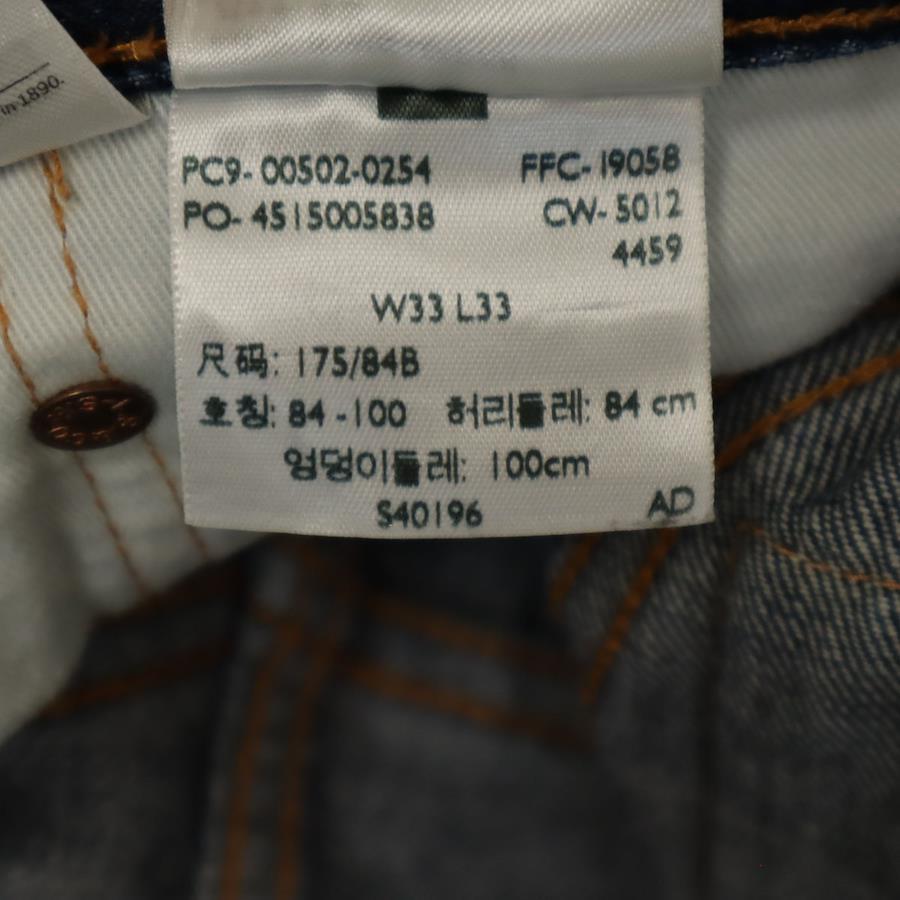 in 1890.
PC9- 00502-0254 FFC- 19058
PO- 4515005838 CW- 5012
4459
W33 L33
尺码: 175/84B
호칭: 84 -100 허리둘레: 84 cm
엉덩이둘레: 100cm
S40196 AD